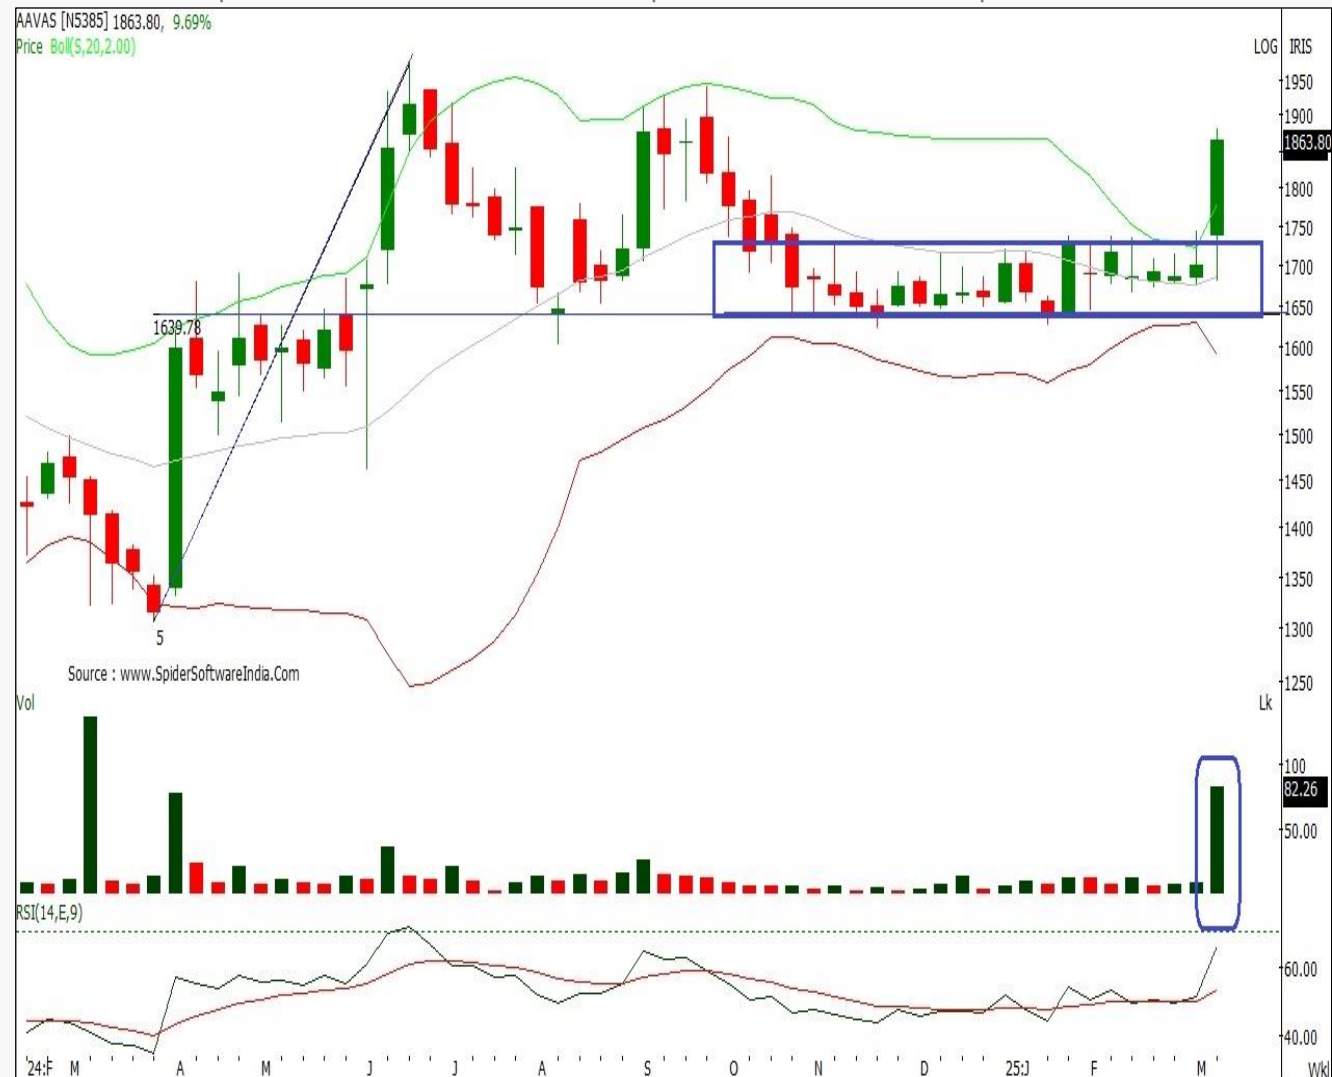 AAVAS [N5385] 1863.80, 9.69%
Price Boll(S,20,2.00)
LOG IRIS
1950
1900
1863.80
1800
1750
1700
1650
1639.78
1600
1550
1500
1450
1400
1350
1300
1250
5
Source : www.SpiderSoftwareIndia.Com
Vol
Lk
100
82.26
50.00
RSI(14,E,9)
60.00
40.00
24:F M A M J J A S O N D 25:J F M Wkl